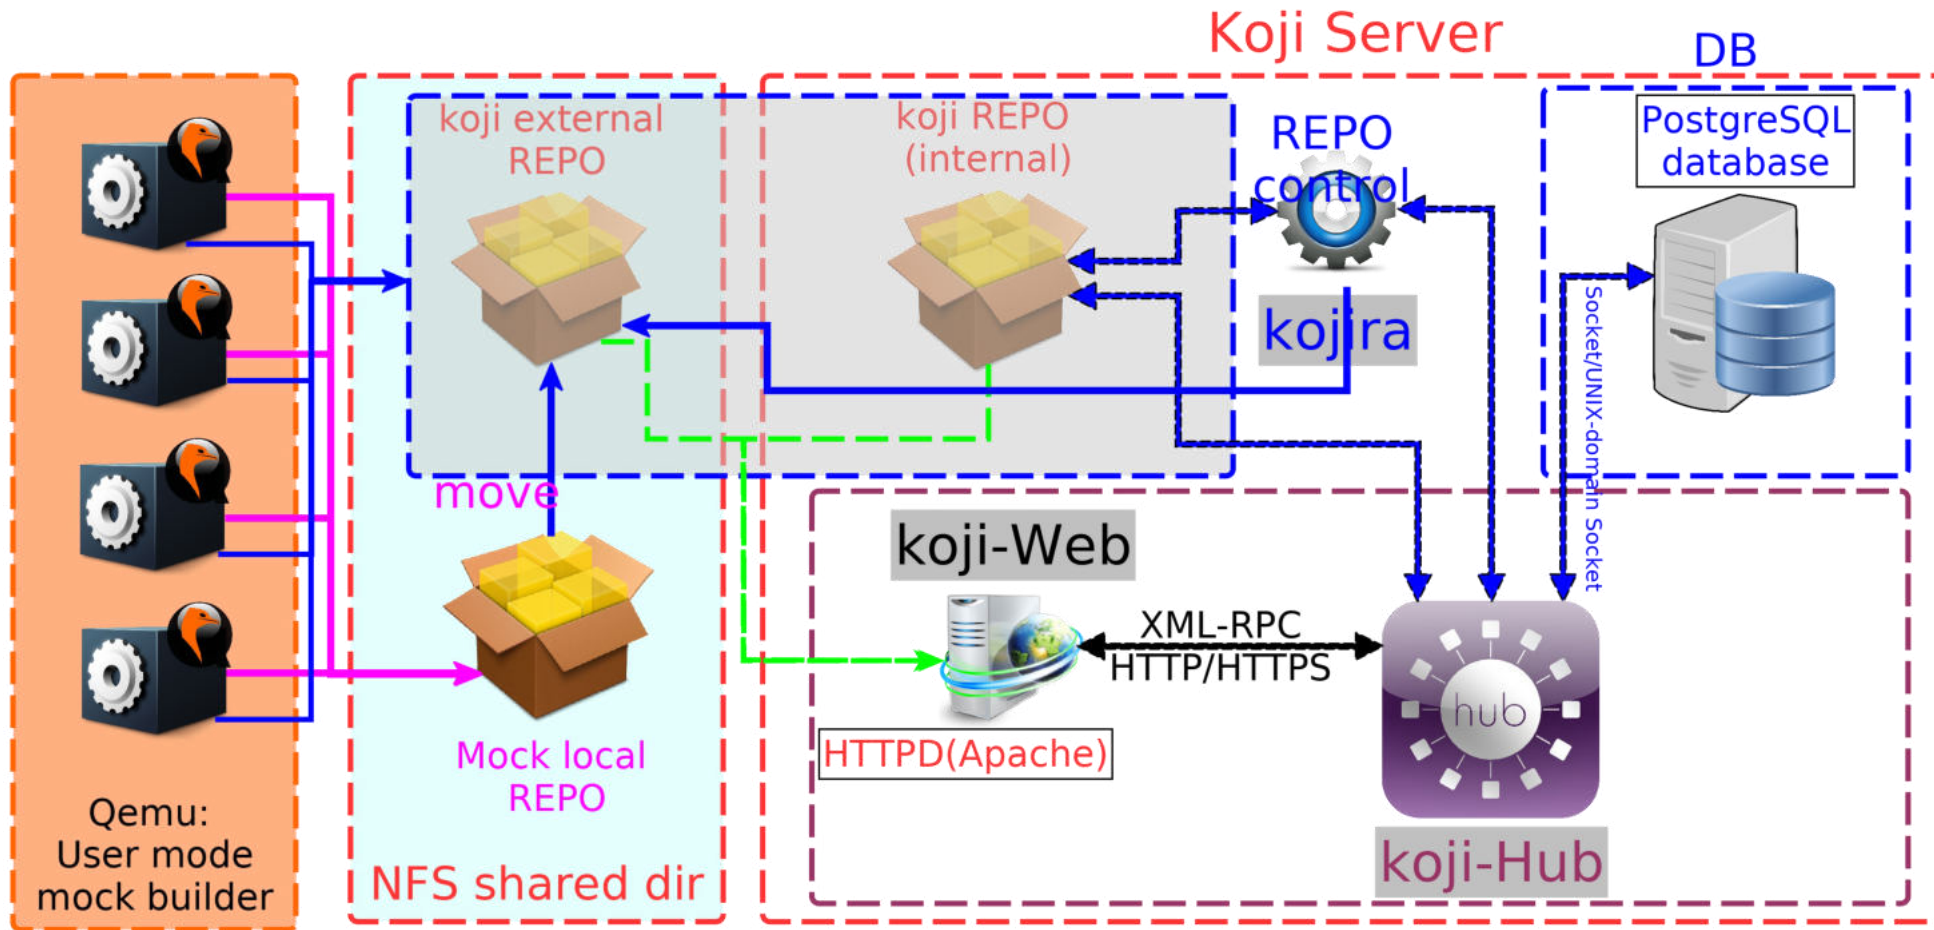 Koji Server
DB
koji external
REPO
koji REPO
(internal)
REPO
control
kojira
PostgreSQL
database
Socket/UNIX-domain Socket
move
koji-Web
XML-RPC
HTTP/HTTPS
hub
HTTPD(Apache)
koji-Hub
Mock local
REPO
NFS shared dir
Qemu:
User mode
mock builder